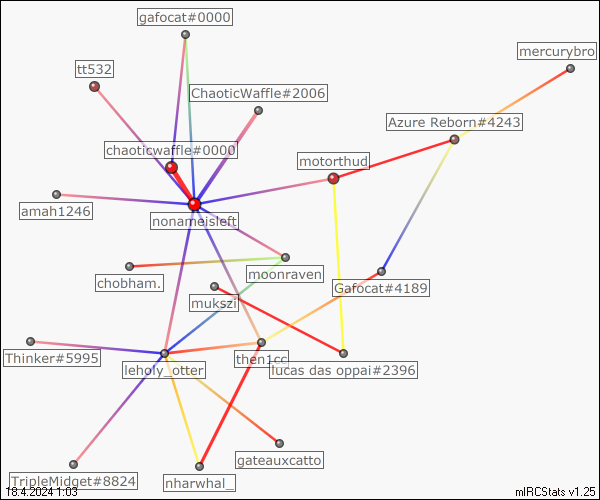 gafocat#0000
mercurybro
tt532
ChaoticWaffle#2006
Azure Reborn#4243
chaoticwaffle#0000
motorthud
amah1246
nonameisleft
chobham.
moonraven
Gafocat#4189
mukszi
Thinker#5995
leholy_otter
then1cc
lucas das oppai#2396
gateauxcatto
TripleMidget#8824
nharwhal_
18.4.2024 1:03
mIRCStats v1.25